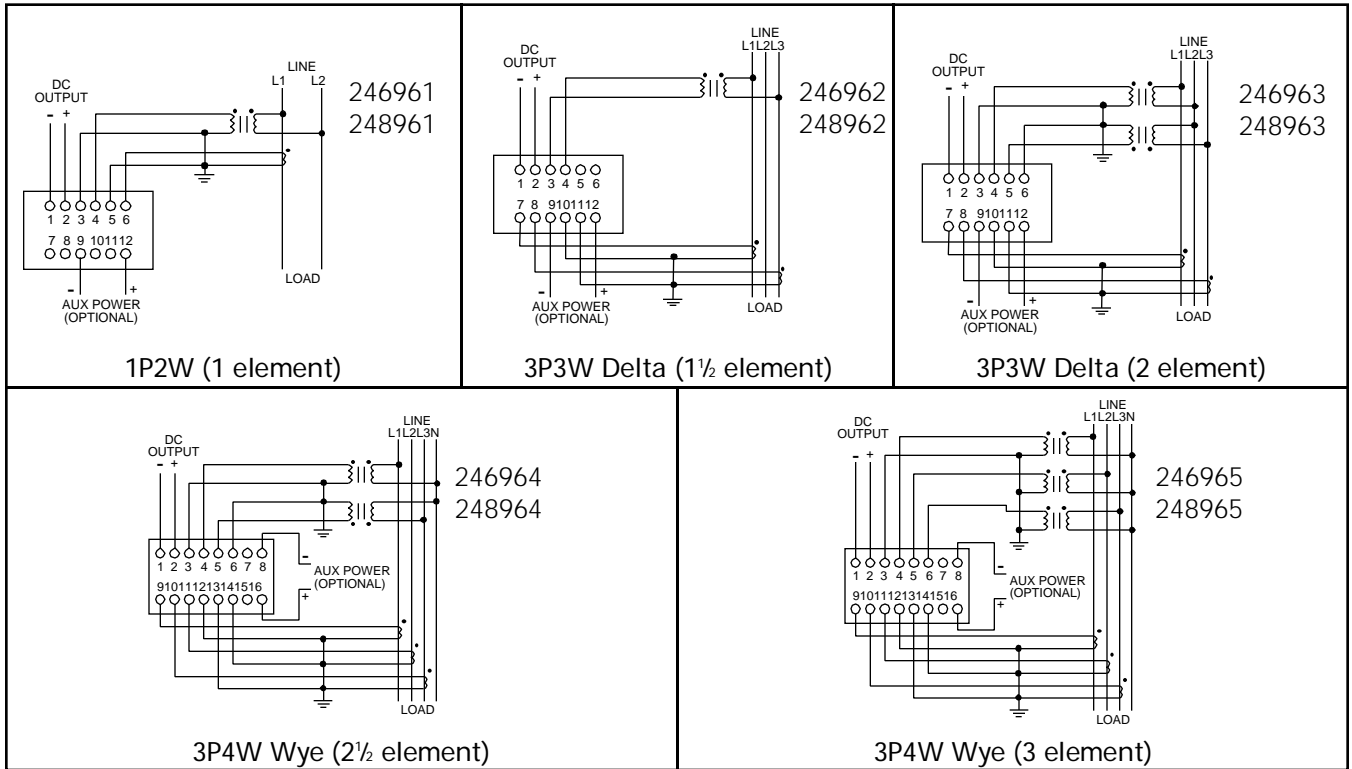 DC
OUTPUT
- +
LINE
L1 L2
246961
248961
1 2 3 4 5 6
7 8 9 101112
LOAD
- +
AUX POWER
(OPTIONAL)
1P2W (1 element)
DC
OUTPUT
- +
LINE
L1L2L3
246962
248962
1 2 3 4 5 6
7 8 9101112
- +
AUX POWER
(OPTIONAL)
LOAD
3P3W Delta (1½ element)
DC
OUTPUT
- +
LINE
L1L2L3
246963
248963
1 2 3 4 5 6
7 8 9101112
- +
AUX POWER
(OPTIONAL)
LOAD
3P3W Delta (2 element)
DC
OUTPUT
- +
LINE
L1L2L3N
246964
248964
1 2 3 4 5 6 7 8
910111213141516
-
AUX POWER
(OPTIONAL)
+
LOAD
3P4W Wye (2½ element)
DC
OUTPUT
- +
LINE
L1L2L3N
246965
248965
1 2 3 4 5 6 7 8
910111213141516
-
AUX POWER
(OPTIONAL)
+
LOAD
3P4W Wye (3 element)